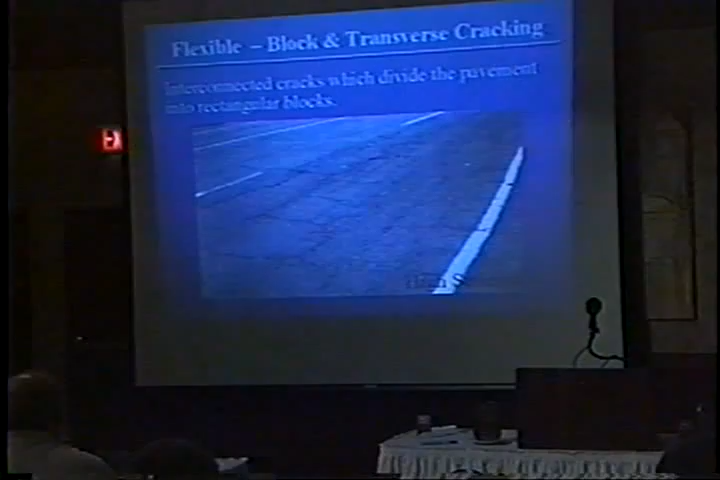 Flexible – Block & Transverse Cracking
Interconnected cracks which divide the pavement
into rectangular blocks.